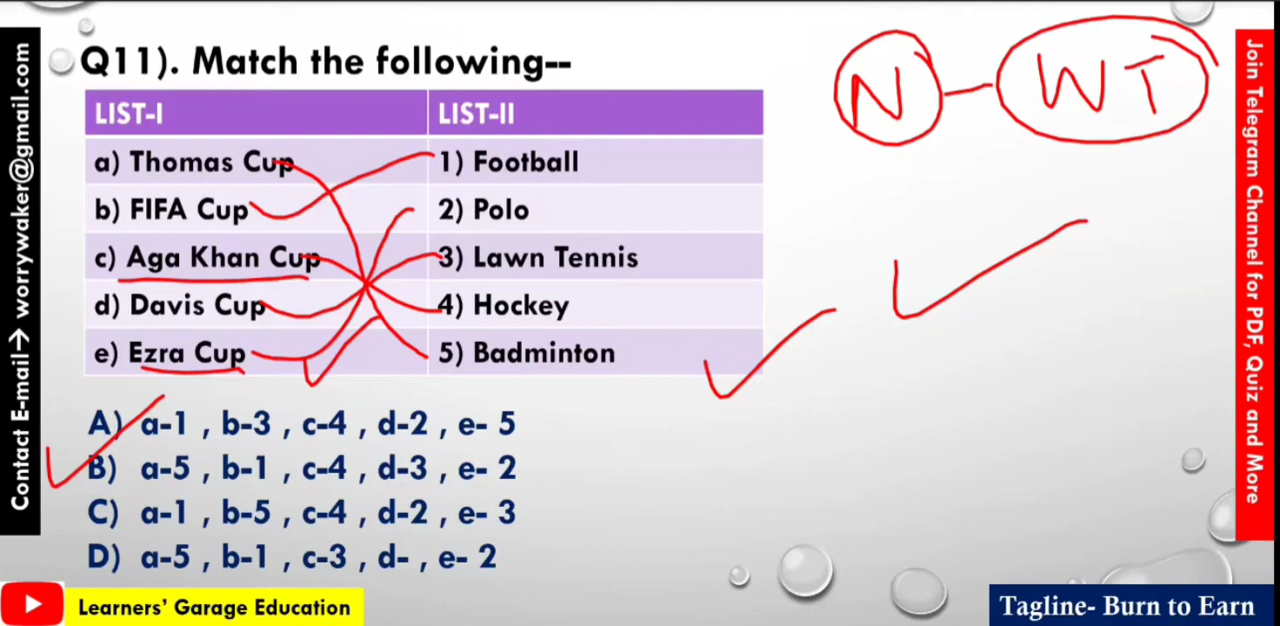 Q11). Match the following--
N - WT
LIST-I LIST-II
a) Thomas Cup 1) Football
b) FIFA Cup 2) Polo
c) Aga Khan Cup 3) Lawn Tennis
d) Davis Cup 4) Hockey
e) Ezra Cup 5) Badminton
A) a-1 , b-3 , c-4 , d-2 , e- 5
B) a-5 , b-1 , c-4 , d-3 , e- 2
C) a-1 , b-5 , c-4 , d-2 , e- 3
D) a-5 , b-1 , c-3 , d- , e- 2
Learners' Garage Education
Tagline- Burn to Earn
Contact E-mail→ worrywaker@gmail.com
Join Telegram Channel for PDF, Quiz and More